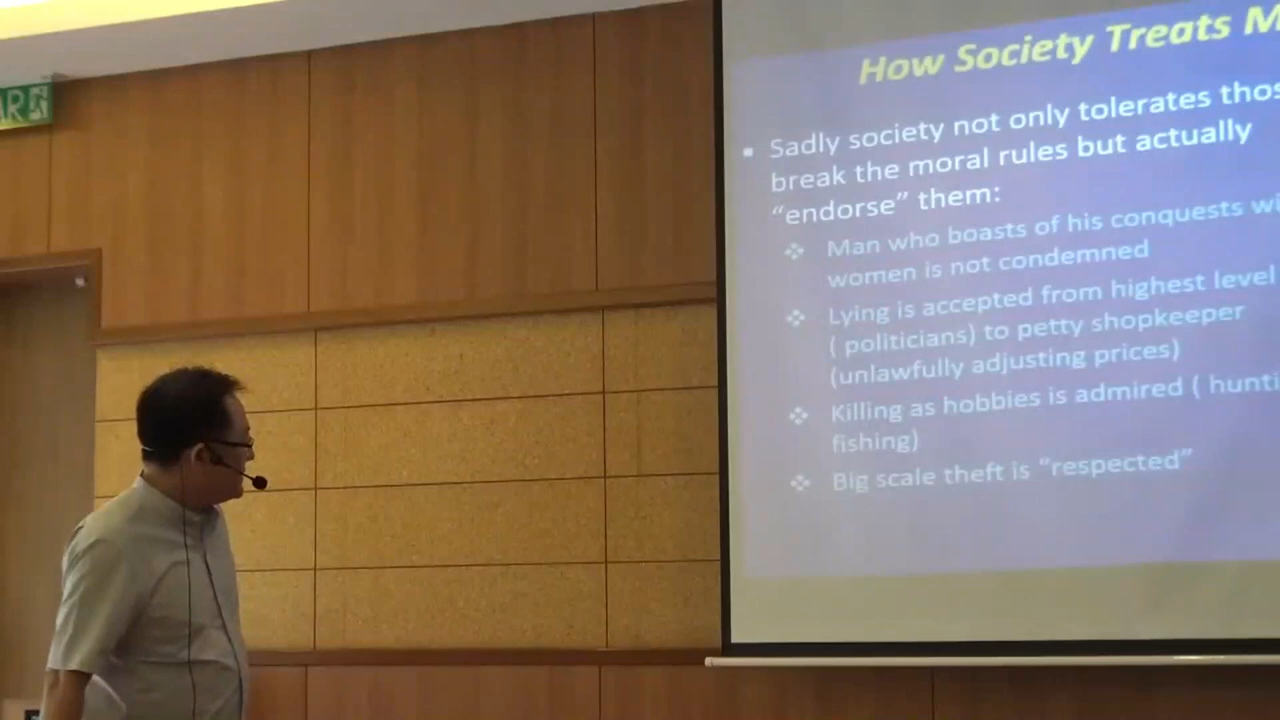 AR
How Society Treats M
Sadly society not only tolerates thos
break the moral rules but actually
“endorse” them:
Man who boasts of his conquests wi
women is not condemned
Lying is accepted from highest level
( politicians) to petty shopkeeper
(unlawfully adjusting prices)
Killing as hobbies is admired ( hunti
fishing)
Big scale theft is “respected”